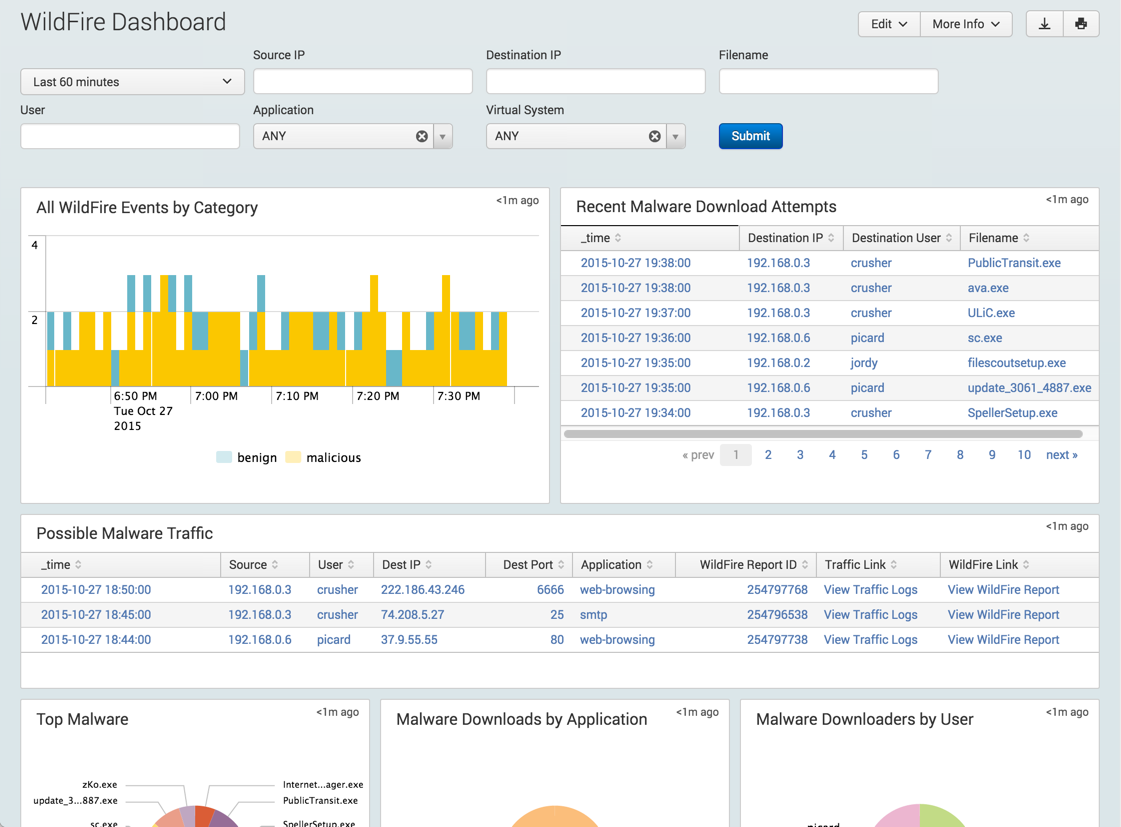 WildFire Dashboard
Edit More Info
Source IP Destination IP Filename
Last 60 minutes
User Application Virtual System
ANY ANY Submit
All WildFire Events by Category <1m ago
4
2
6:50 PM 7:00 PM 7:10 PM 7:20 PM 7:30 PM
Tue Oct 27
2015
benign malicious
Recent Malware Download Attempts <1m ago
_time Destination IP Destination User Filename
2015-10-27 19:38:00 192.168.0.3 crusher PublicTransit.exe
2015-10-27 19:38:00 192.168.0.3 crusher ava.exe
2015-10-27 19:37:00 192.168.0.3 crusher ULiC.exe
2015-10-27 19:36:00 192.168.0.6 picard sc.exe
2015-10-27 19:35:00 192.168.0.2 jordy filescoutsetup.exe
2015-10-27 19:35:00 192.168.0.6 picard update_3061_4887.exe
2015-10-27 19:34:00 192.168.0.3 crusher SpellerSetup.exe
« prev 1 2 3 4 5 6 7 8 9 10 next »
Possible Malware Traffic <1m ago
_time Source User Dest IP Dest Port Application WildFire Report ID Traffic Link WildFire Link
2015-10-27 18:50:00 192.168.0.3 crusher 222.186.43.246 6666 web-browsing 254797768 View Traffic Logs View WildFire Report
2015-10-27 18:45:00 192.168.0.3 crusher 74.208.5.27 25 smtp 254796538 View Traffic Logs View WildFire Report
2015-10-27 18:44:00 192.168.0.6 picard 37.9.55.55 80 web-browsing 254797738 View Traffic Logs View WildFire Report
Top Malware <1m ago
zKo.exe Internet...ager.exe
update_3...887.exe PublicTransit.exe
sc.exe SpellerSetup.exe
Malware Downloads by Application <1m ago
Malware Downloaders by User <1m ago
picard